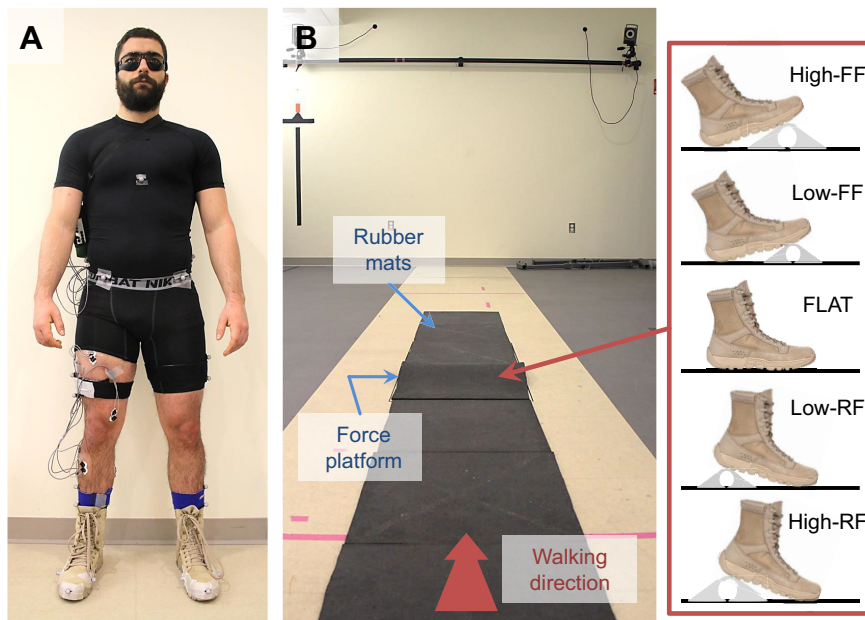 A
B
Rubber
mats
Force
platform
Walking
direction
High-FF
Low-FF
FLAT
Low-RF
High-RF